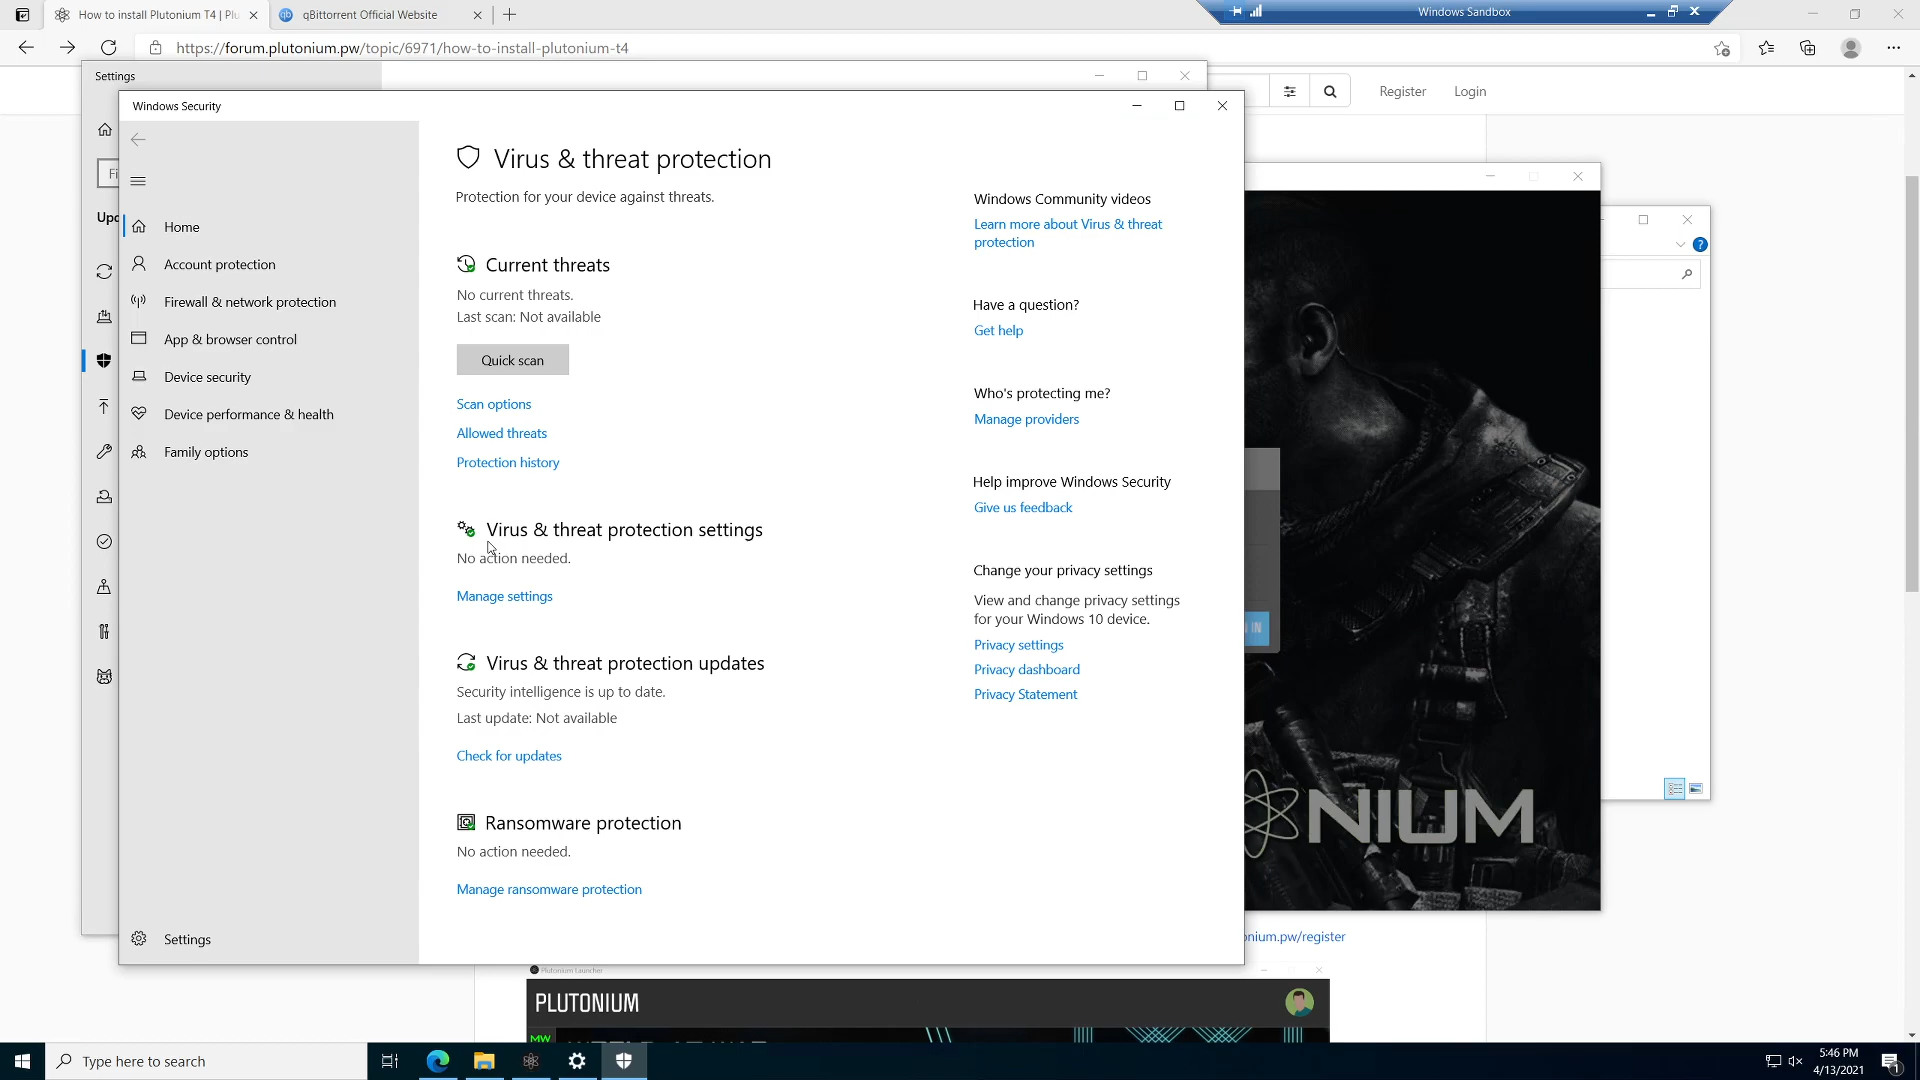 How to install Plutonium T4 | Plu
qBittorrent Official Website
Windows Sandbox
https://forum.plutonium.pw/topic/6971/how-to-install-plutonium-t4
Settings
Register
Login
Windows Security
Fi
Upd
Home
Account protection
Firewall & network protection
App & browser control
Device security
Device performance & health
Family options
Settings
Virus & threat protection
Protection for your device against threats.
Current threats
No current threats.
Last scan: Not available
Quick scan
Scan options
Allowed threats
Protection history
Virus & threat protection settings
No action needed.
Manage settings
Virus & threat protection updates
Security intelligence is up to date.
Last update: Not available
Check for updates
Ransomware protection
No action needed.
Manage ransomware protection
Windows Community videos
Learn more about Virus & threat
protection
Have a question?
Get help
Who's protecting me?
Manage providers
Help improve Windows Security
Give us feedback
Change your privacy settings
View and change privacy settings
for your Windows 10 device.
Privacy settings
Privacy dashboard
Privacy Statement
IN
NIUM
onium.pw/register
Plutonium Launcher
PLUTONIUM
MW
Type here to search
5:46 PM
4/13/2021
1